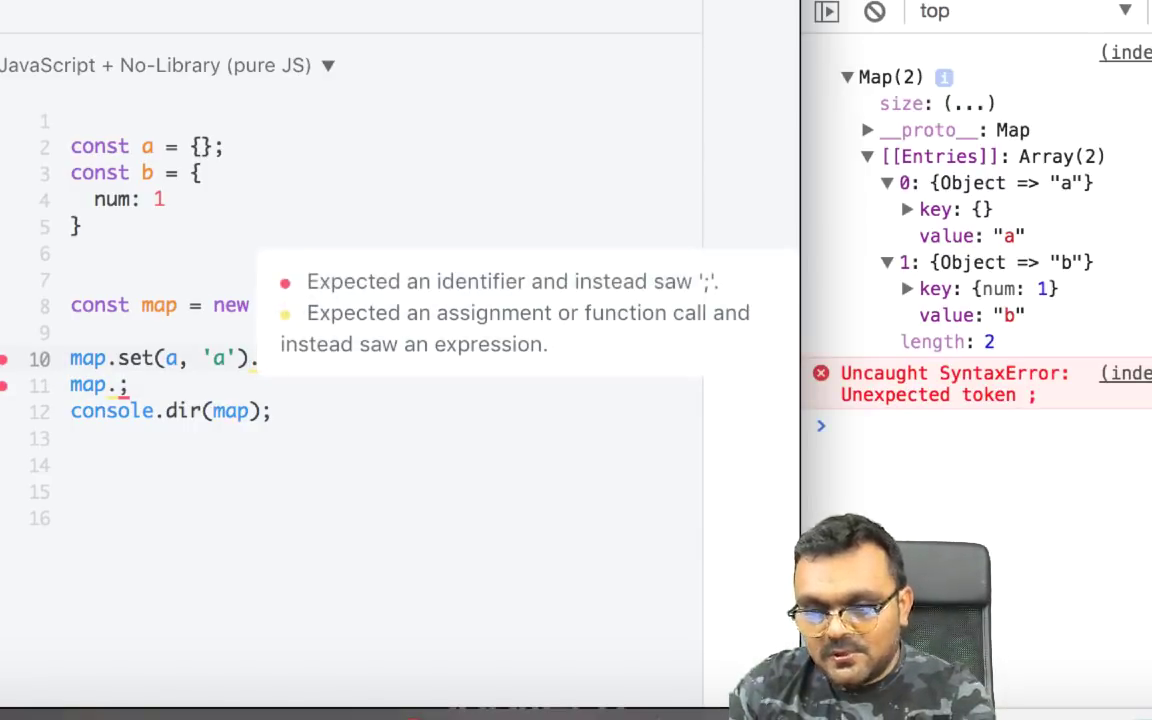 top
JavaScript + No-Library (pure JS) ▼
(inde
Map(2) i
size: (...)
__proto__: Map
[[Entries]]: Array(2)
0: {Object => "a"}
key: {}
value: "a"
1: {Object => "b"}
key: {num: 1}
value: "b"
length: 2
Uncaught SyntaxError: (inde
Unexpected token ;
>
1
2 const a = {};
3 const b = {
4 num: 1
5 }
6
7
8 const map = new
9
10 map.set(a, 'a').
11 map.;
12 console.dir(map);
13
14
15
16
Expected an identifier and instead saw ';'.
Expected an assignment or function call and
instead saw an expression.